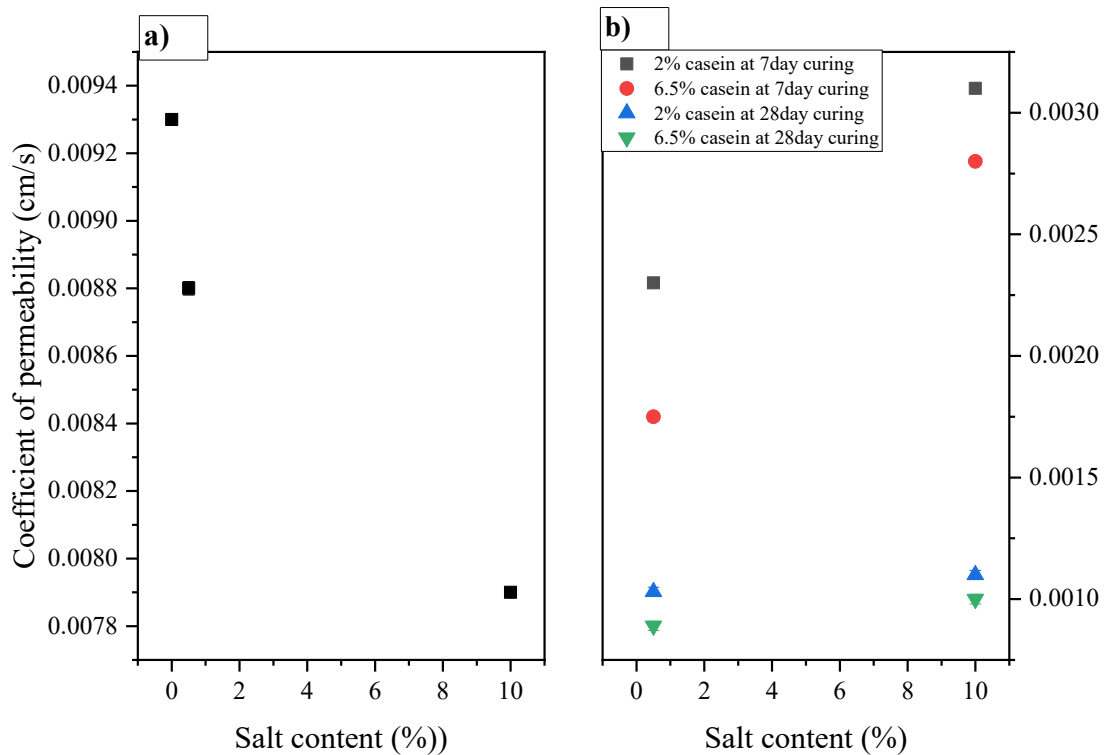 a)
0.0094
0.0092
0.0090
0.0088
0.0086
0.0084
0.0082
0.0080
0.0078
Coefficient of permeability (cm/s)
0 2 4 6 8 10
Salt content (%))
b)
2% casein at 7day curing
6.5% casein at 7day curing
2% casein at 28day curing
6.5% casein at 28day curing
0.0030
0.0025
0.0020
0.0015
0.0010
0 2 4 6 8 10
Salt content (%)